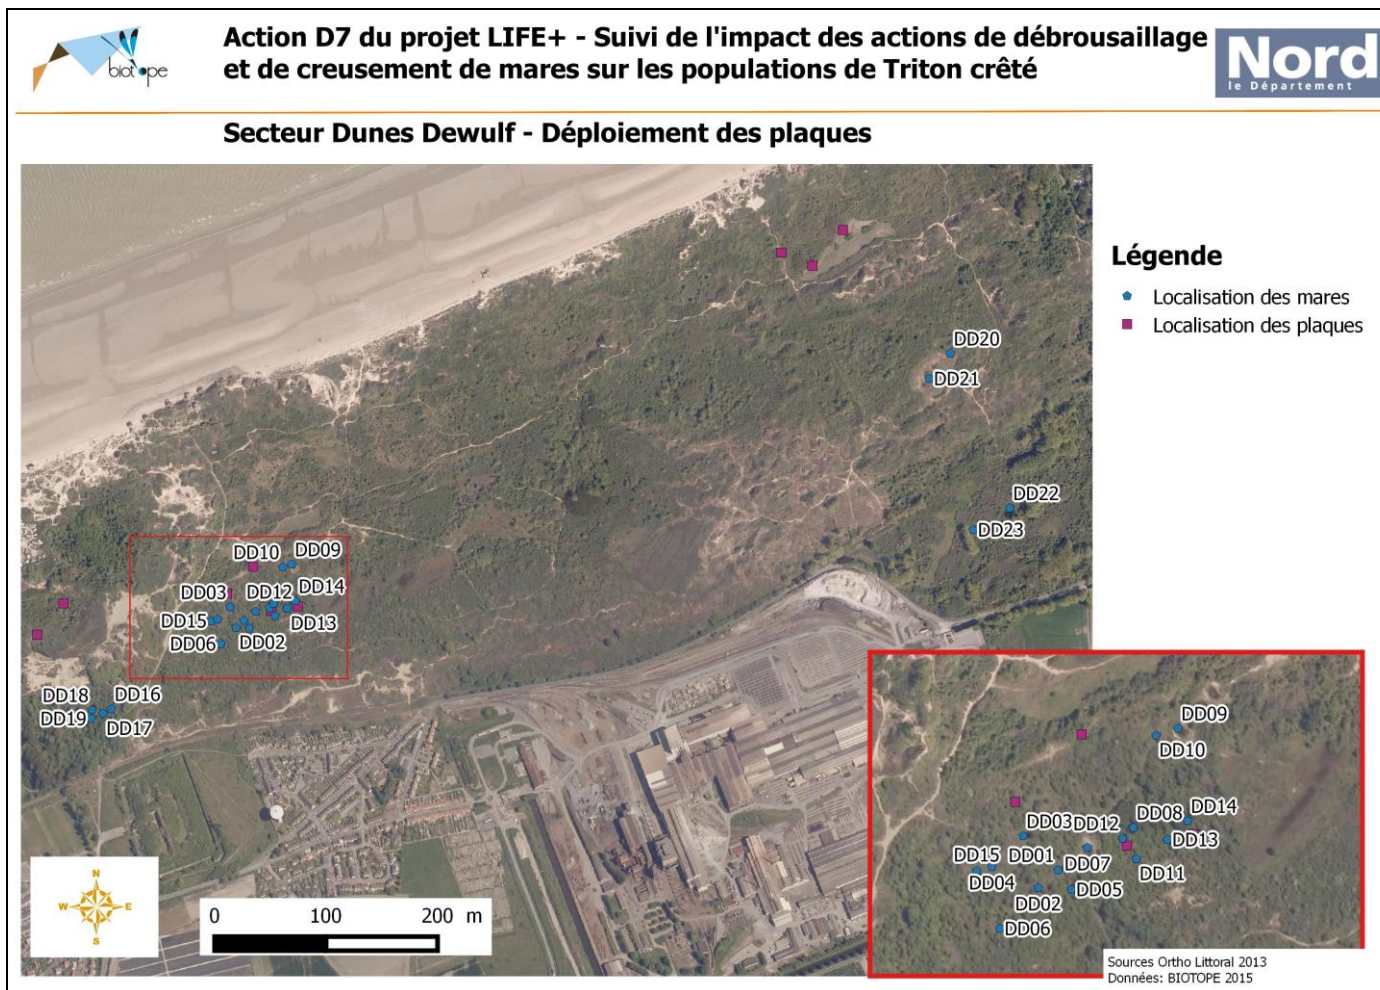 biotope
Action D7 du projet LIFE+ - Suivi de l'impact des actions de débrousaillage
et de creusement de mares sur les populations de Triton crêté
Nord
le Département
Secteur Dunes Dewulf - Déploiement des plaques
Légende
Localisation des mares
Localisation des plaques
DD20
DD21
DD22
DD23
DD10
DD09
DD03
DD12
DD14
DD15
DD13
DD06
DD02
DD18
DD16
DD19
DD17
DD09
DD10
DD03
DD12
DD08
DD14
DD13
DD15
DD01
DD07
DD11
DD04
DD05
DD02
DD06
N
W
E
S
0 100 200 m
Sources Ortho Littoral 2013
Données: BIOTOPE 2015